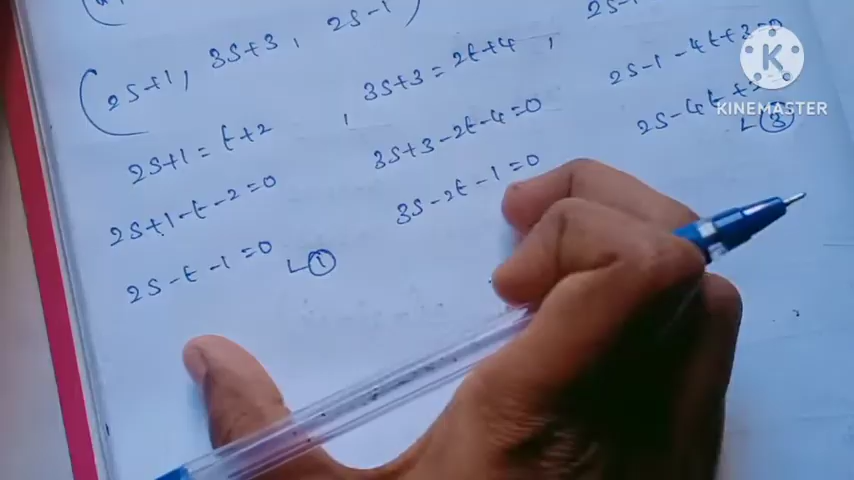 (2s+1, 3s+3, 2s-1)
2s+1 = t+2 , 3s+3 = 2t+4 ,
2s+1-t-2=0 3s+3-2t-4=0 2s-1-4t+3=0
2s-t-1=0 ① 3s-2t-1=0 2s-4t+2 ③
KINEMASTER